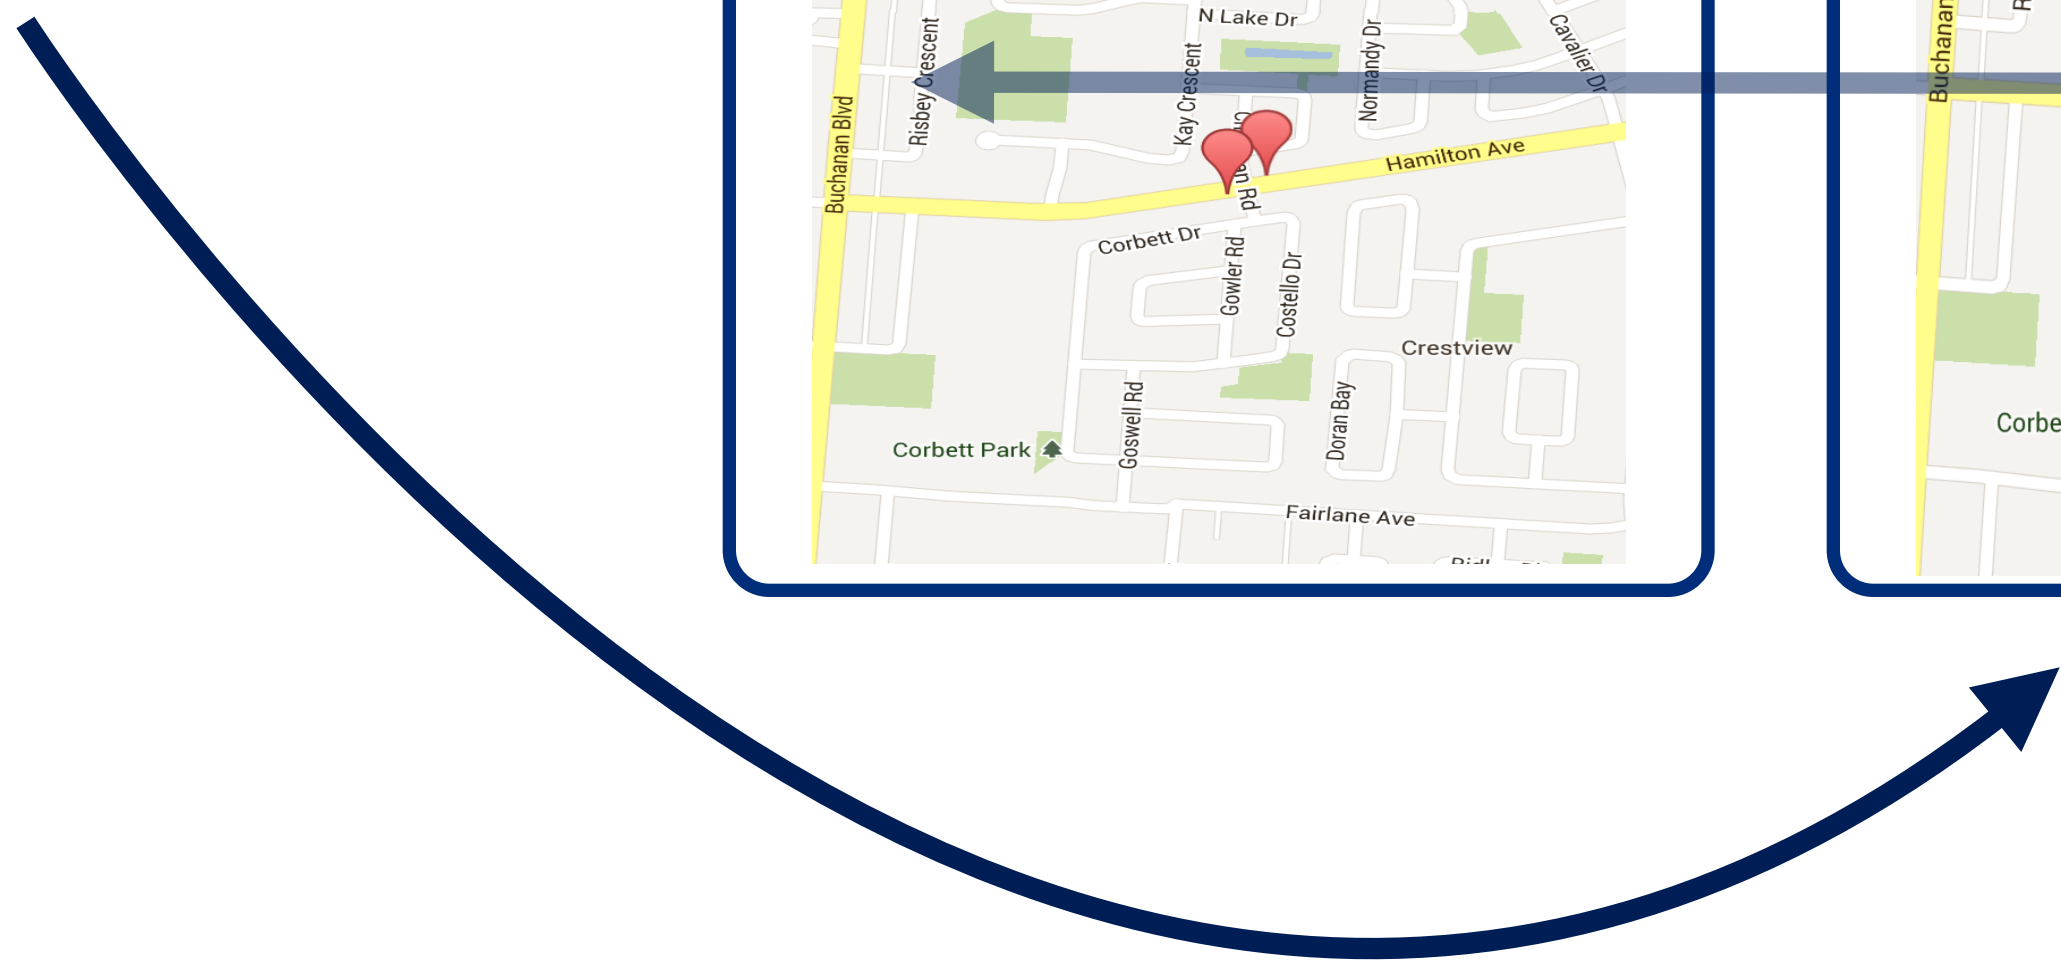 N Lake Dr
Cavalier Dr
Risbey Crescent
Kay Crescent
Normandy Dr
Buchanan Blvd
Hamilton Ave
Rd
Corbett Dr
Gowler Rd
Costello Dr
Crestview
Goswell Rd
Doran Bay
Corbett Park
Fairlane Ave
Buchanan
Corbe